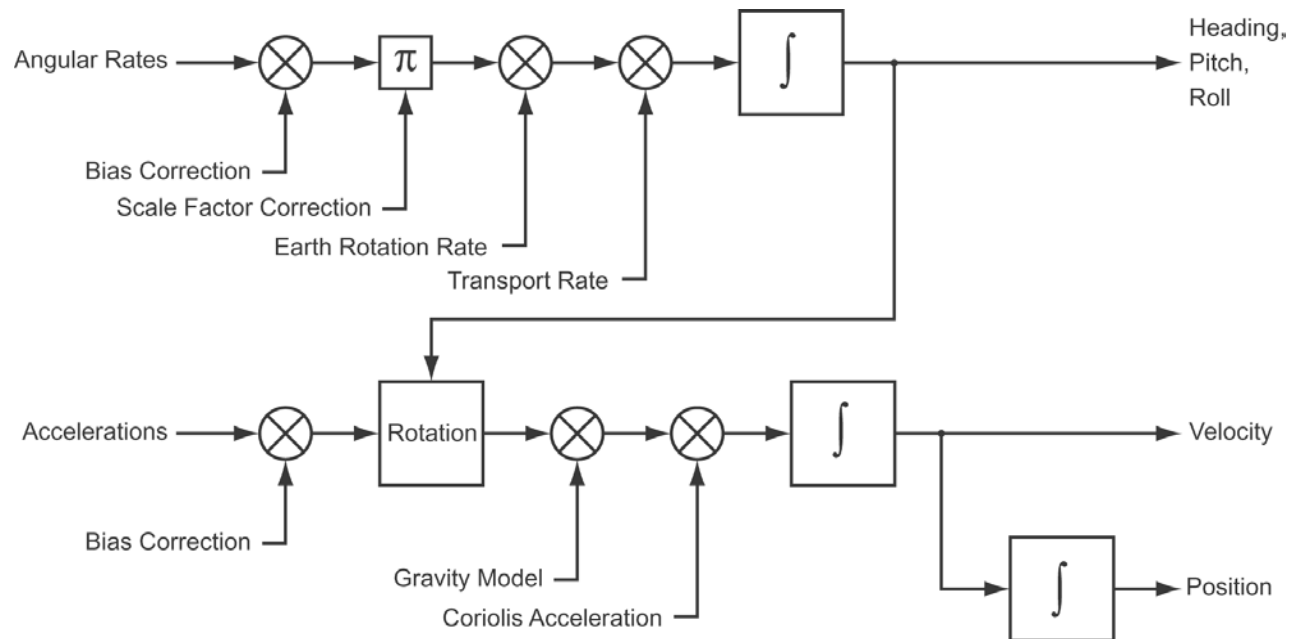 Angular Rates
π
∫
Heading,
Pitch,
Roll
Bias Correction
Scale Factor Correction
Earth Rotation Rate
Transport Rate
Accelerations
Rotation
∫
Velocity
Bias Correction
Gravity Model
Coriolis Acceleration
∫
Position